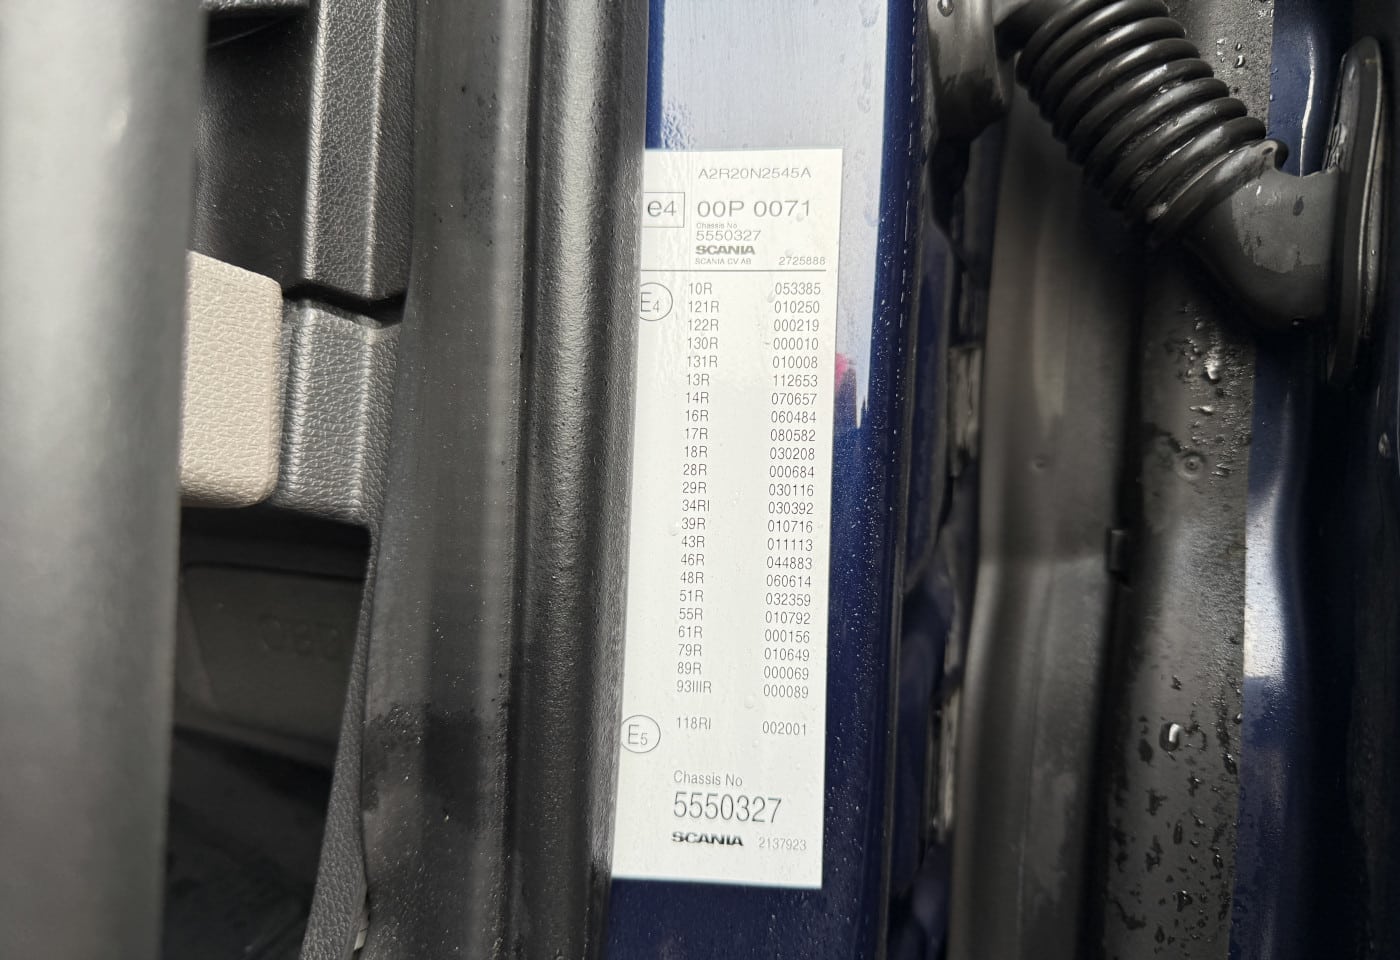 A2R20N2545A
e4 00P 0071
Chassis No
5550327
SCANIA
SCANIA CV AB 2725888
E4
10R 053385
121R 010250
122R 000219
130R 000010
131R 010008
13R 112653
14R 070657
16R 060484
17R 080582
18R 030208
28R 000684
29R 030116
34RI 030392
39R 010716
43R 011113
46R 044883
48R 060614
51R 032359
55R 010792
61R 000156
79R 010649
89R 000069
93IIIR 000089
E5 118RI 002001
Chassis No
5550327
SCANIA 2137923